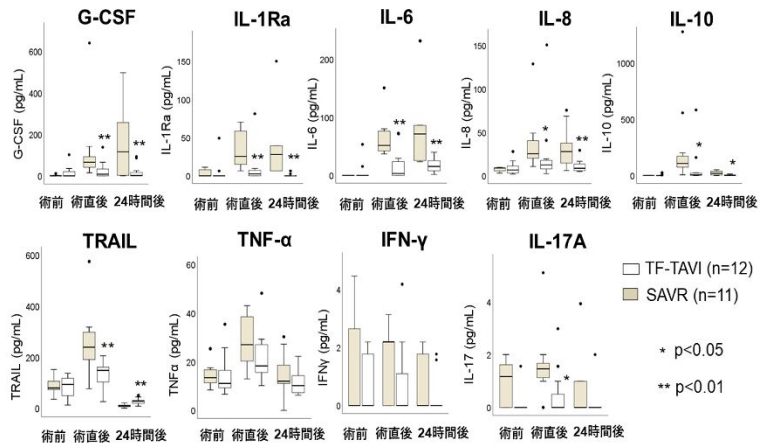 G-CSF
IL-1Ra
IL-6
IL-8
IL-10
G-CSF (pg/mL)
600
400
200
0
**
**
術前 術直後 24時間後
IL-1Ra (pg/mL)
150
100
50
0
**
**
術前 術直後 24時間後
IL-6 (pg/mL)
200
100
0
**
**
術前 術直後 24時間後
IL-8 (pg/mL)
150
100
50
0
*
**
術前 術直後 24時間後
IL-10 (pg/mL)
1000
500
0
*
*
術前 術直後 24時間後
TRAIL
TNF-α
IFN-γ
IL-17A
TRAIL (pg/mL)
600
400
200
0
**
**
術前 術直後 24時間後
TNFα (pg/mL)
60
40
20
0
術前 術直後 24時間後
IFNγ (pg/mL)
4
2
0
術前 術直後 24時間後
IL-17 (pg/mL)
4
2
0
*
術前 術直後 24時間後
TF-TAVI (n=12)
SAVR (n=11)
* p<0.05
** p<0.01